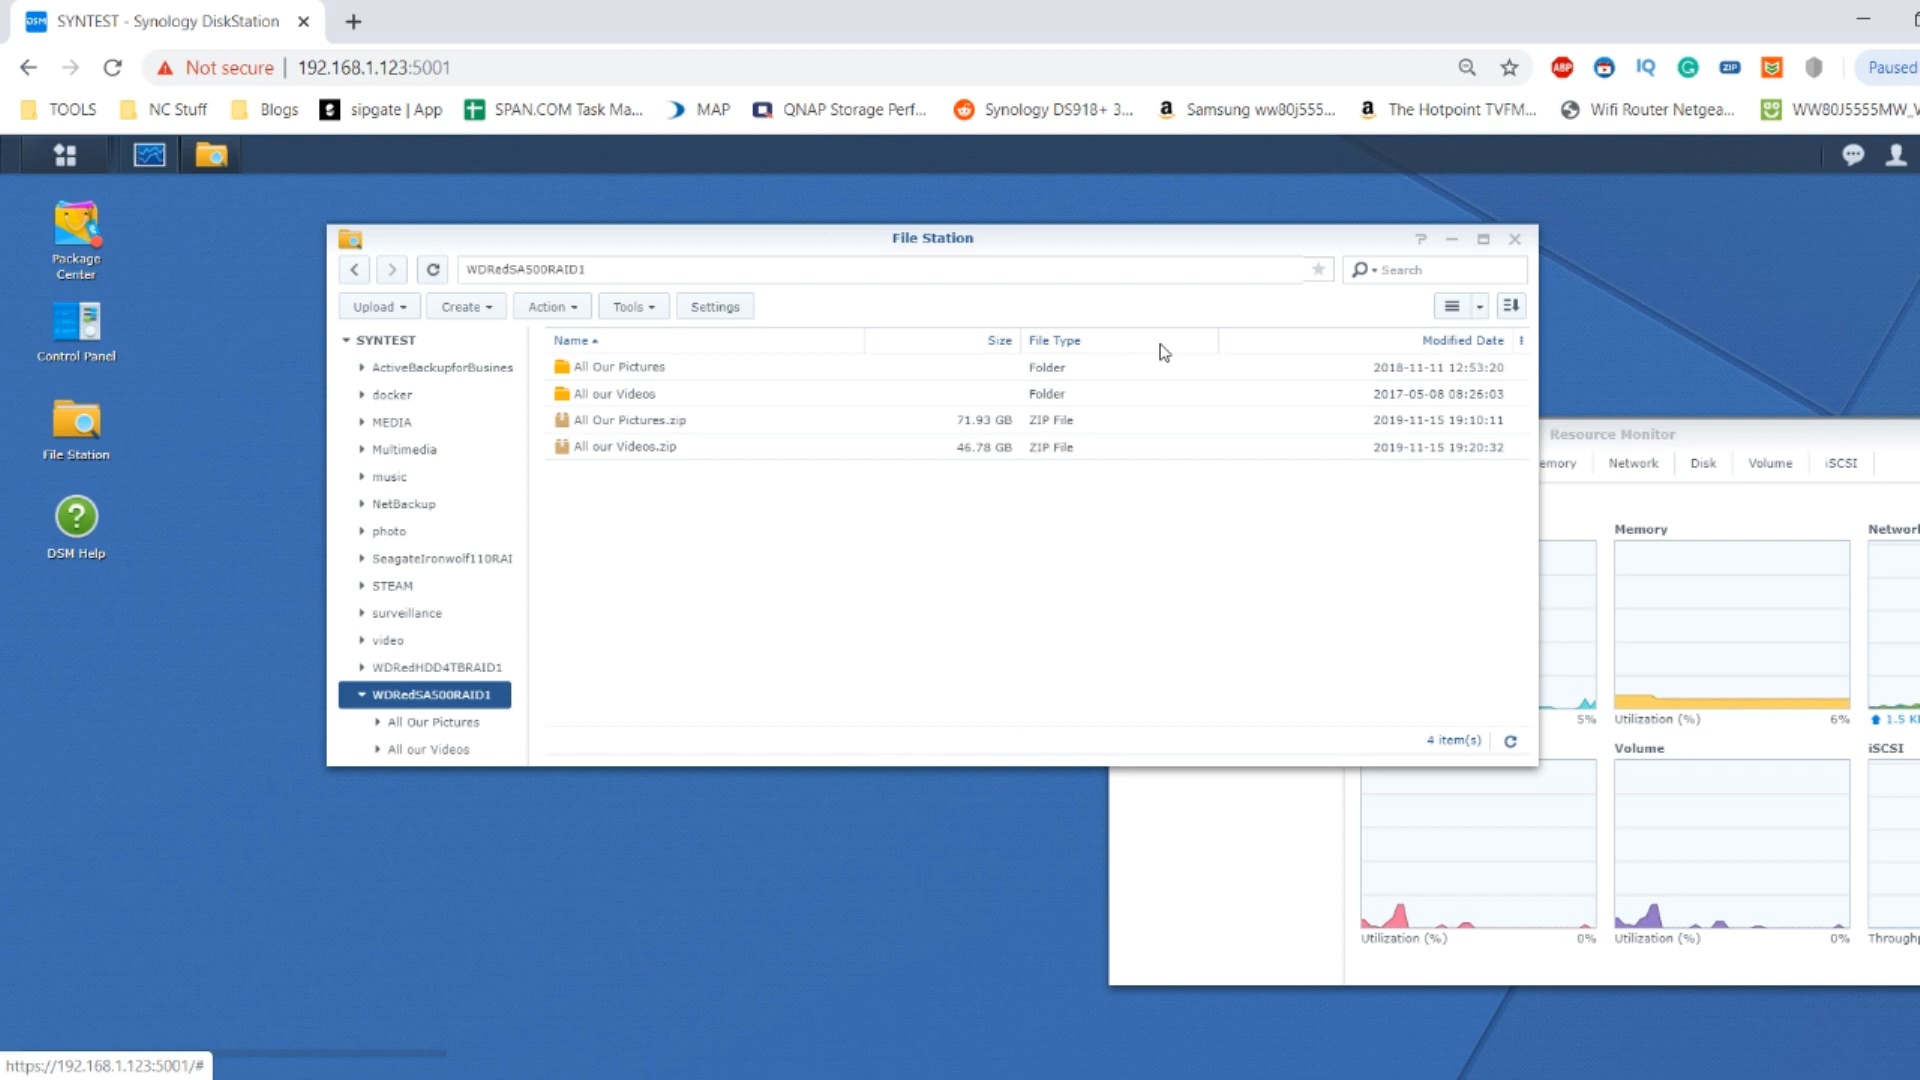 SYNTEST - Synology DiskStation
Not secure | 192.168.1.123:5001
ABP IQ ZIP Paused
TOOLS NC Stuff Blogs sipgate | App SPAN.COM Task Ma... MAP QNAP Storage Perf... Synology DS918+ 3... Samsung ww80j555... The Hotpoint TVFM... Wifi Router Netgea... WW80J5555MW_V
Package Center
Control Panel
File Station
DSM Help
File Station
WDRedSA500RAID1
Search
Upload Create Action Tools Settings
SYNTEST
ActiveBackupforBusines
docker
MEDIA
Multimedia
music
NetBackup
photo
SeagateIronwolf110RAI
STEAM
surveillance
video
WDRedHDD4TBRAID1
WDRedSA500RAID1
All Our Pictures
All our Videos
Name Size File Type Modified Date
All Our Pictures Folder 2018-11-11 12:53:20
All our Videos Folder 2017-05-08 08:26:03
All Our Pictures.zip 71.93 GB ZIP File 2019-11-15 19:10:11
All our Videos.zip 46.78 GB ZIP File 2019-11-15 19:20:32
4 item(s)
Resource Monitor
emory Network Disk Volume iSCSI
Memory Network
5% Utilization (%) 6% 1.5 K
Volume iSCSI
Utilization (%) 0% Utilization (%) 0% Throughp
https://192.168.1.123:5001/#